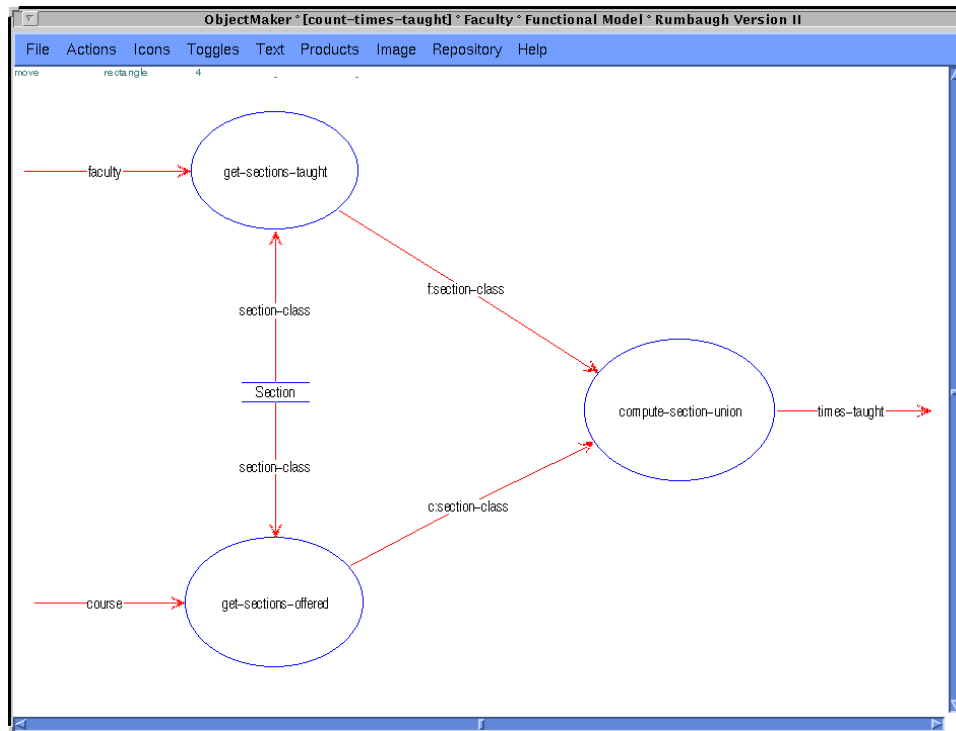 ObjectMaker * [count-times-taught] * Faculty * Functional Model * Rumbaugh Version II
File Actions Icons Toggles Text Products Image Repository Help
move rectangle 4
faculty
get-sections-taught
f:section-class
section-class
Section
compute-section-union
times-taught
section-class
c:section-class
course
get-sections-offered